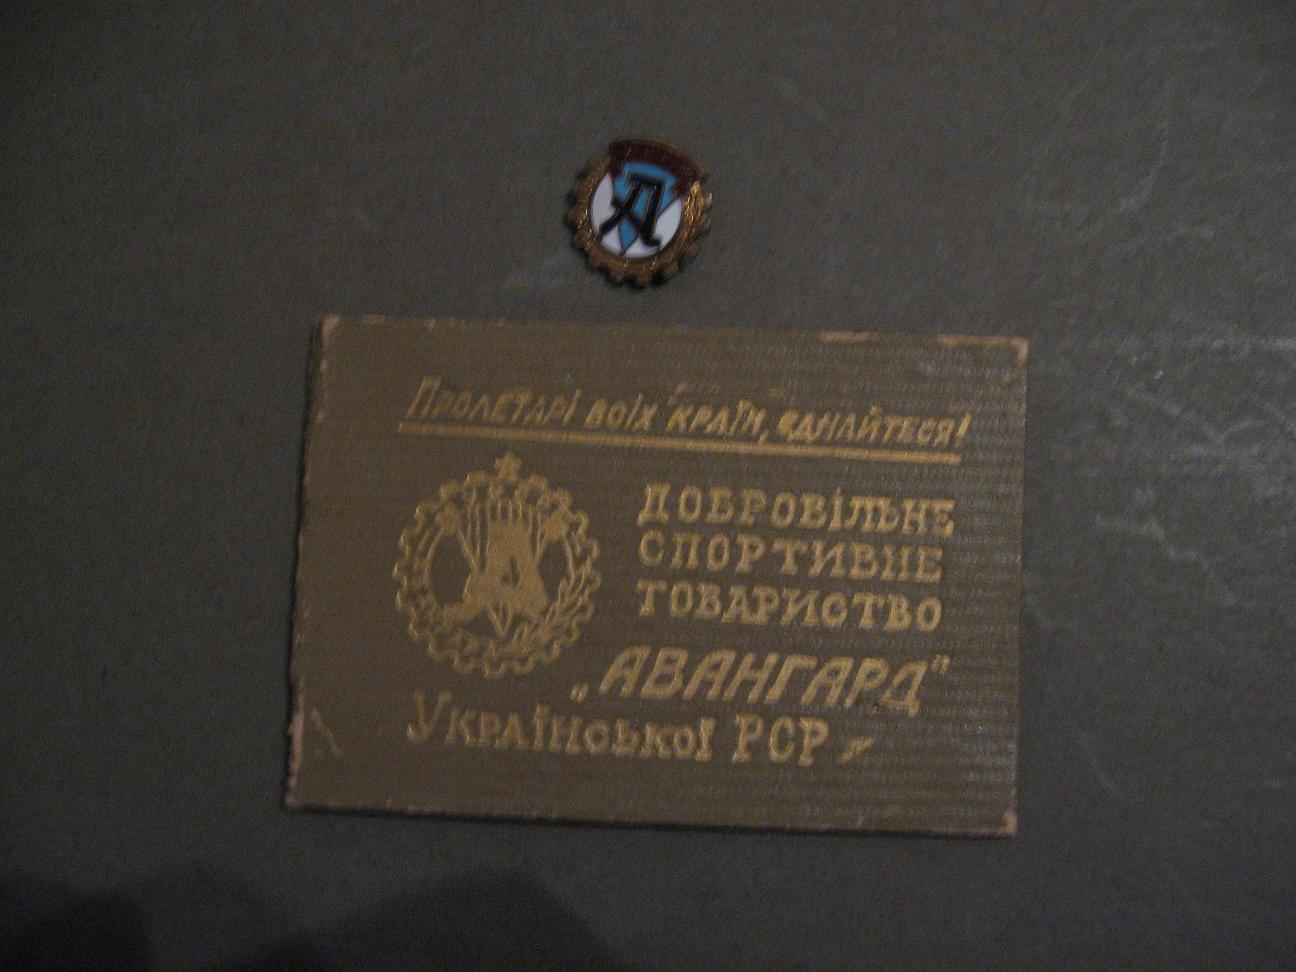 А
Пролетарі всіх країн, єднайтеся!
А
ДОБРОВІЛЬНЕ
СПОРТИВНЕ
ТОВАРИСТВО
„АВАНГАРД"
Української РСР